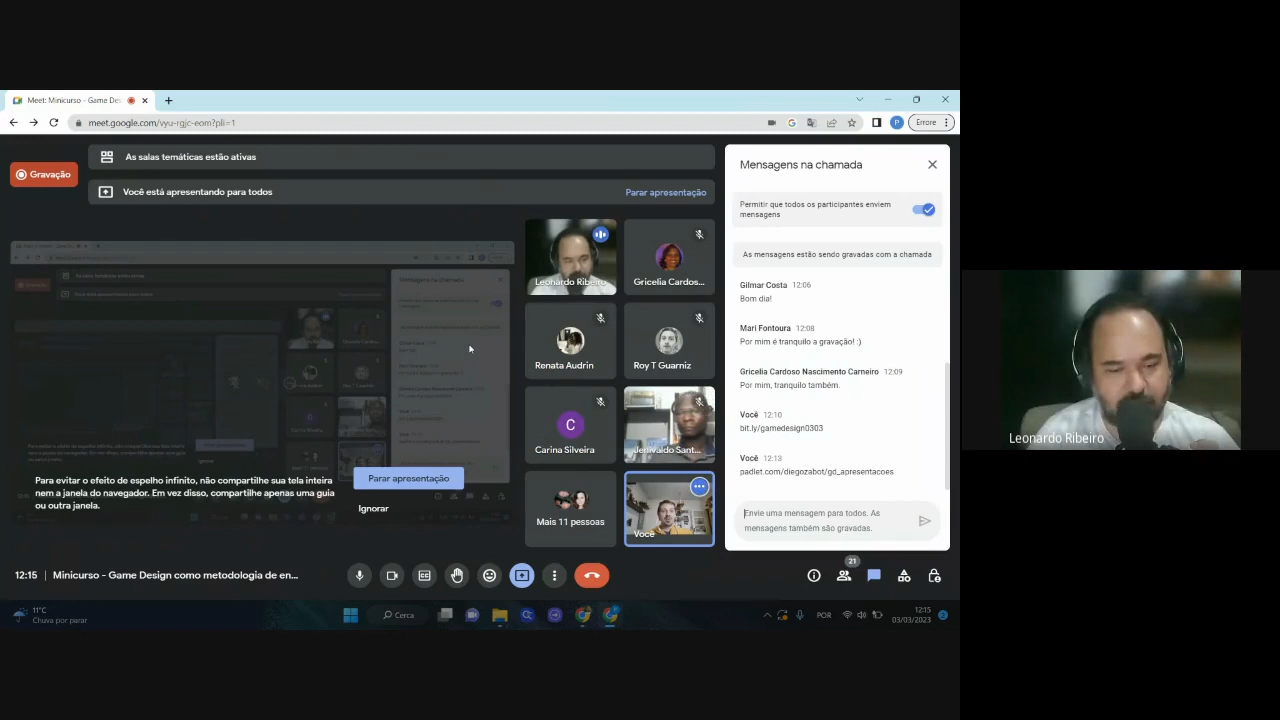 Meet: Minicurso - Game Des
meet.google.com/vyu-rgjc-eom?pli=1
Errore
Gravação
As salas temáticas estão ativas
Você está apresentando para todos
Parar apresentação
Para evitar o efeito de espelho infinito, não compartilhe sua tela inteira
nem a janela do navegador. Em vez disso, compartilhe apenas uma guia
ou outra janela.
Parar apresentação
Ignorar
Leonardo Ribeiro
Gricelia Cardos...
Renata Audrin
Roy T Guarniz
C
Carina Silveira
Jenivaldo Sant...
Mais 11 pessoas
Você
Mensagens na chamada
Permitir que todos os participantes enviem
mensagens
As mensagens estão sendo gravadas com a chamada
Gilmar Costa 12:06
Bom dia!
Mari Fontoura 12:08
Por mim é tranquilo a gravação! :)
Gricelia Cardoso Nascimento Carneiro 12:09
Por mim, tranquilo também.
Você 12:10
bit.ly/gamedesign0303
Você 12:13
padlet.com/diegozabot/gd_apresentacoes
Envie uma mensagem para todos. As
mensagens também são gravadas.
12:15 | Minicurso - Game Design como metodologia de en...
21
11°C
Chuva por parar
Cerca
POR
12:15
03/03/2023
Leonardo Ribeiro